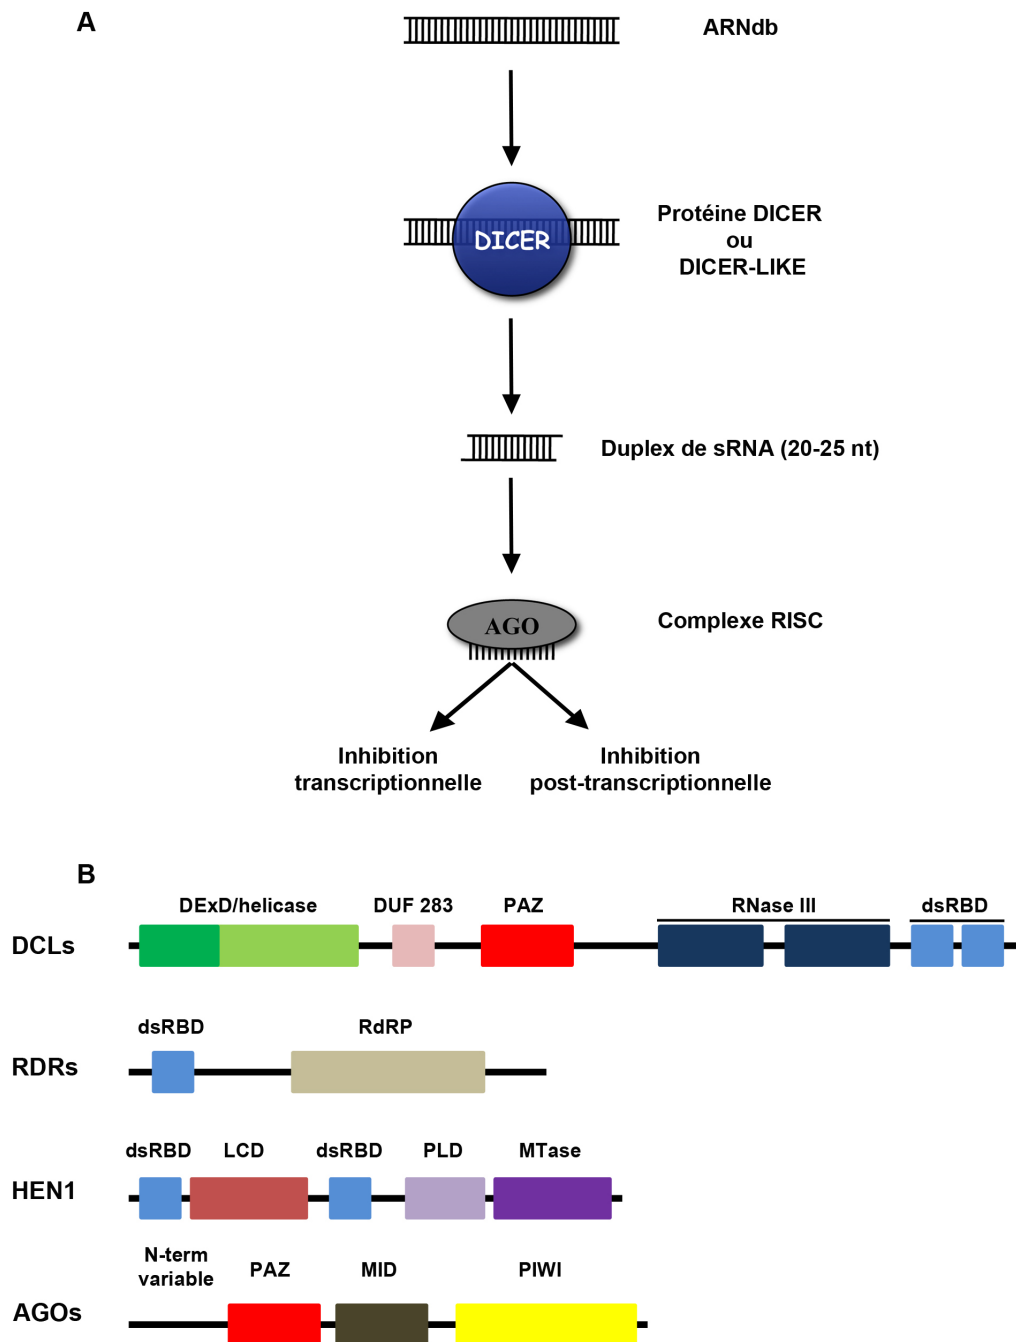 A
ARNdb
DICER
Protéine DICER
ou
DICER-LIKE
Duplex de sRNA (20-25 nt)
AGO
Complexe RISC
Inhibition
transcriptionnelle
Inhibition
post-transcriptionnelle
B
DExD/helicase DUF 283 PAZ RNase III dsRBD
DCLs
dsRBD RdRP
RDRs
dsRBD LCD dsRBD PLD MTase
HEN1
N-term
variable PAZ MID PIWI
AGOs